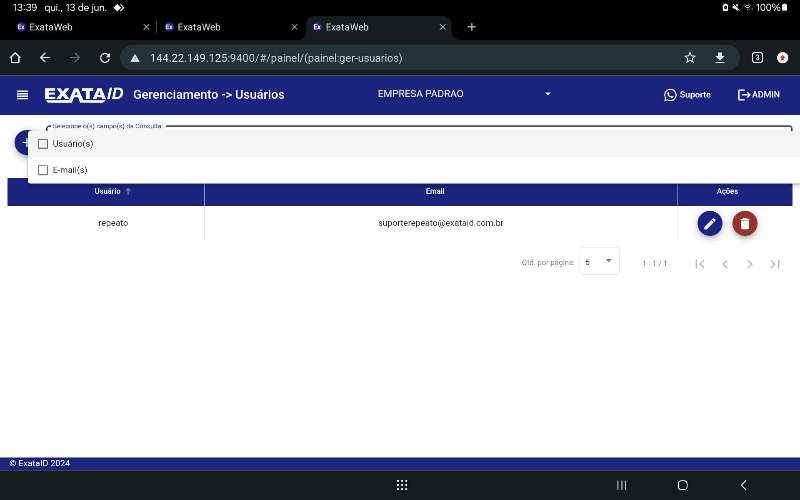 13:39 qui., 13 de jun.
100%
ExataWeb
ExataWeb
ExataWeb
144.22.149.125:9400/#/painel/(painel:ger-usuarios)
3
EXATAID
Gerenciamento -> Usuários
EMPRESA PADRAO
Suporte
ADMIN
Selecione o(s) campo(s) da Consulta
Usuário(s)
E-mail(s)
Usuário
Email
Ações
repeato
suporterepeato@exataid.com.br
Qtd. por página:
5
1 - 1 / 1
© ExataID 2024